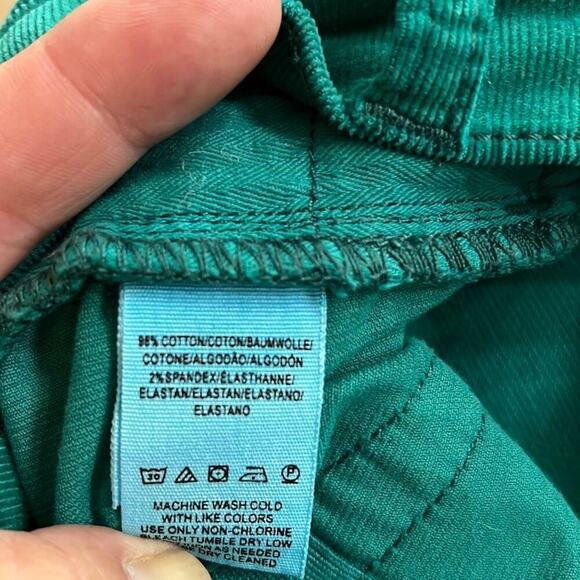 98% COTTON/COTON/BAUMWOLLE/
COTONE/ALGODÃO/ALGODÓN
2% SPANDEX/ÉLASTHANNE/
ELASTAN/ELASTAN/ELASTANO/
ELASTANO
30 P
MACHINE WASH COLD
WITH LIKE COLORS
USE ONLY NON-CHLORINE
BLEACH TUMBLE DRY LOW
AS NEEDED
DRY CLEAN